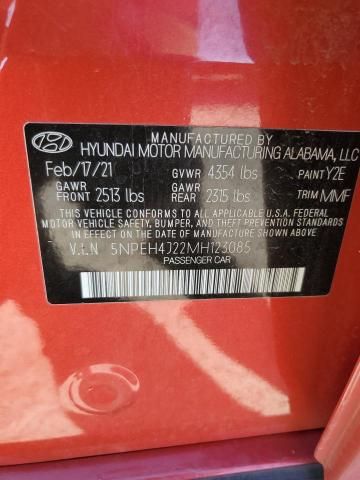 MANUFACTURED BY
HYUNDAI MOTOR MANUFACTURING ALABAMA, LLC
Feb/17/21 GVWR 4354 lbs PAINT Y2E
GAWR FRONT 2513 lbs GAWR REAR 2315 lbs TRIM MMF
THIS VEHICLE CONFORMS TO ALL APPLICABLE U.S.A. FEDERAL
MOTOR VEHICLE SAFETY, BUMPER, AND THEFT PREVENTION
STANDARDS IN EFFECT ON THE DATE OF MANUFACTURE SHOWN ABOVE.
V.I.N 5NPEH4J22MH123085
PASSENGER CAR